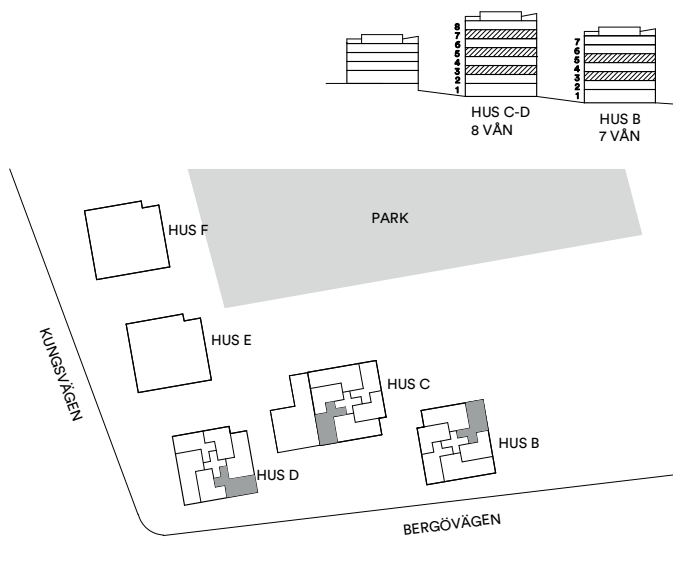 8
7
6
5
4
3
2
1
7
6
5
4
3
2
1
HUS C-D
8 VÅN
HUS B
7 VÅN
PARK
HUS F
HUS E
KUNGSVÄGEN
HUS C
HUS B
HUS D
BERGÖVÄGEN